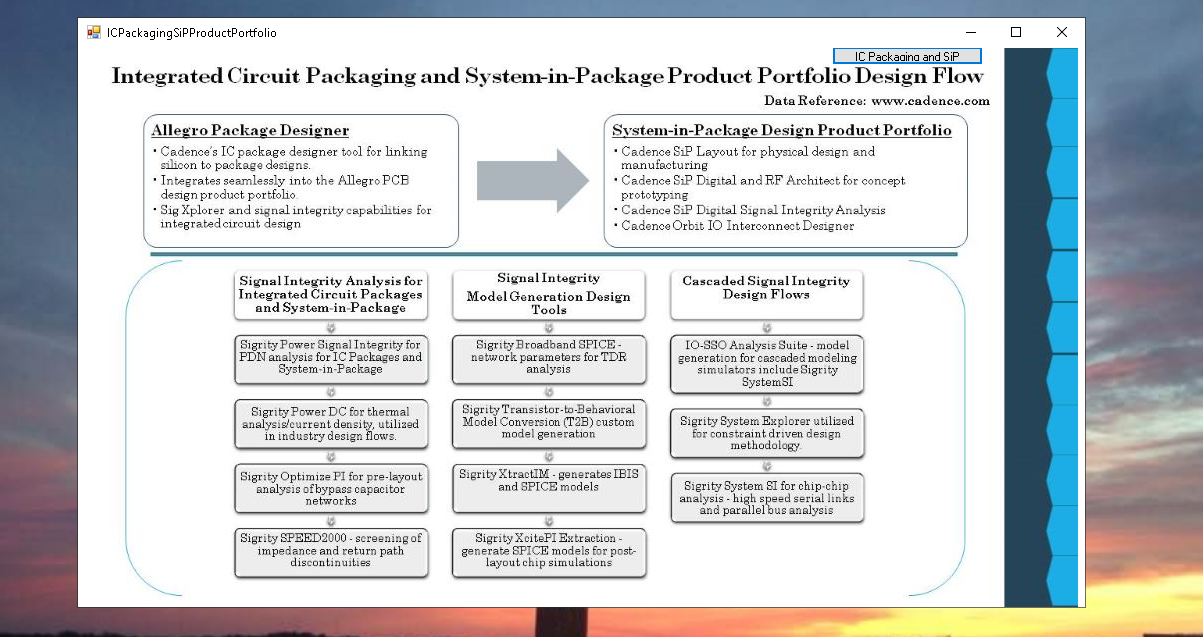 ICPackagingSiPProductPortfolio
IC Packaging and SiP
Integrated Circuit Packaging and System-in-Package Product Portfolio Design Flow
Data Reference: www.cadence.com
Allegro Package Designer
• Cadence's IC package designer tool for linking
silicon to package designs.
• Integrates seamlessly into the Allegro PCB
design product portfolio.
• Sig Xplorer and signal integrity capabilities for
integrated circuit design
System-in-Package Design Product Portfolio
• Cadence SiP Layout for physical design and
manufacturing
• Cadence SiP Digital and RF Architect for concept
prototyping
• Cadence SiP Digital Signal Integrity Analysis
• Cadence Orbit IO Interconnect Designer
Signal Integrity Analysis for
Integrated Circuit Packages
and System-in-Package
Sigrity Power Signal Integrity for
PDN analysis for IC Packages and
System-in-Package
Sigrity Power DC for thermal
analysis/current density, utilized
in industry design flows.
Sigrity Optimize PI for pre-layout
analysis of bypass capacitor
networks
Sigrity SPEED2000 - screening of
impedance and return path
discontinuities
Signal Integrity
Model Generation Design
Tools
Sigrity Broadband SPICE -
network parameters for TDR
analysis
Sigrity Transistor-to-Behavioral
Model Conversion (T2B) custom
model generation
Sigrity XtractIM - generates IBIS
and SPICE models
Sigrity XcitePI Extraction -
generate SPICE models for post-
layout chip simulations
Cascaded Signal Integrity
Design Flows
IO-SSO Analysis Suite - model
generation for cascaded modeling
simulators include Sigrity
SystemSI
Sigrity System Explorer utilized
for constraint driven design
methodology.
Sigrity System SI for chip-chip
analysis - high speed serial links
and parallel bus analysis